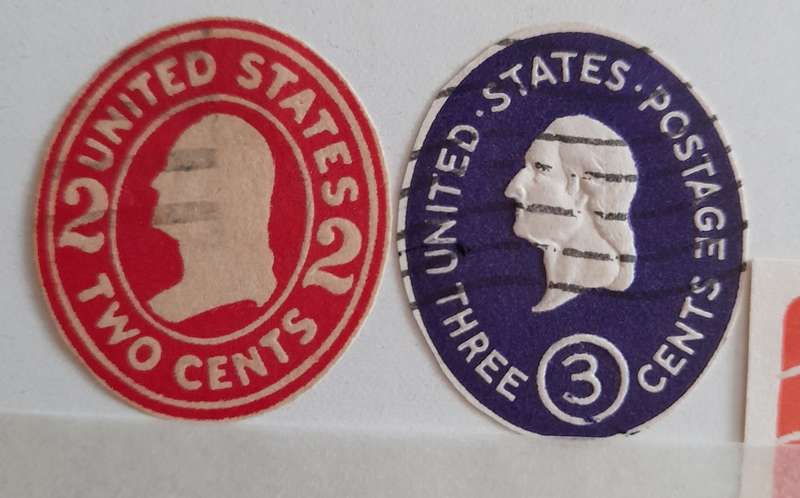 UNITED STATES
2 2
TWO CENTS
UNITED · STATES · POSTAGE
THREE 3 CENTS